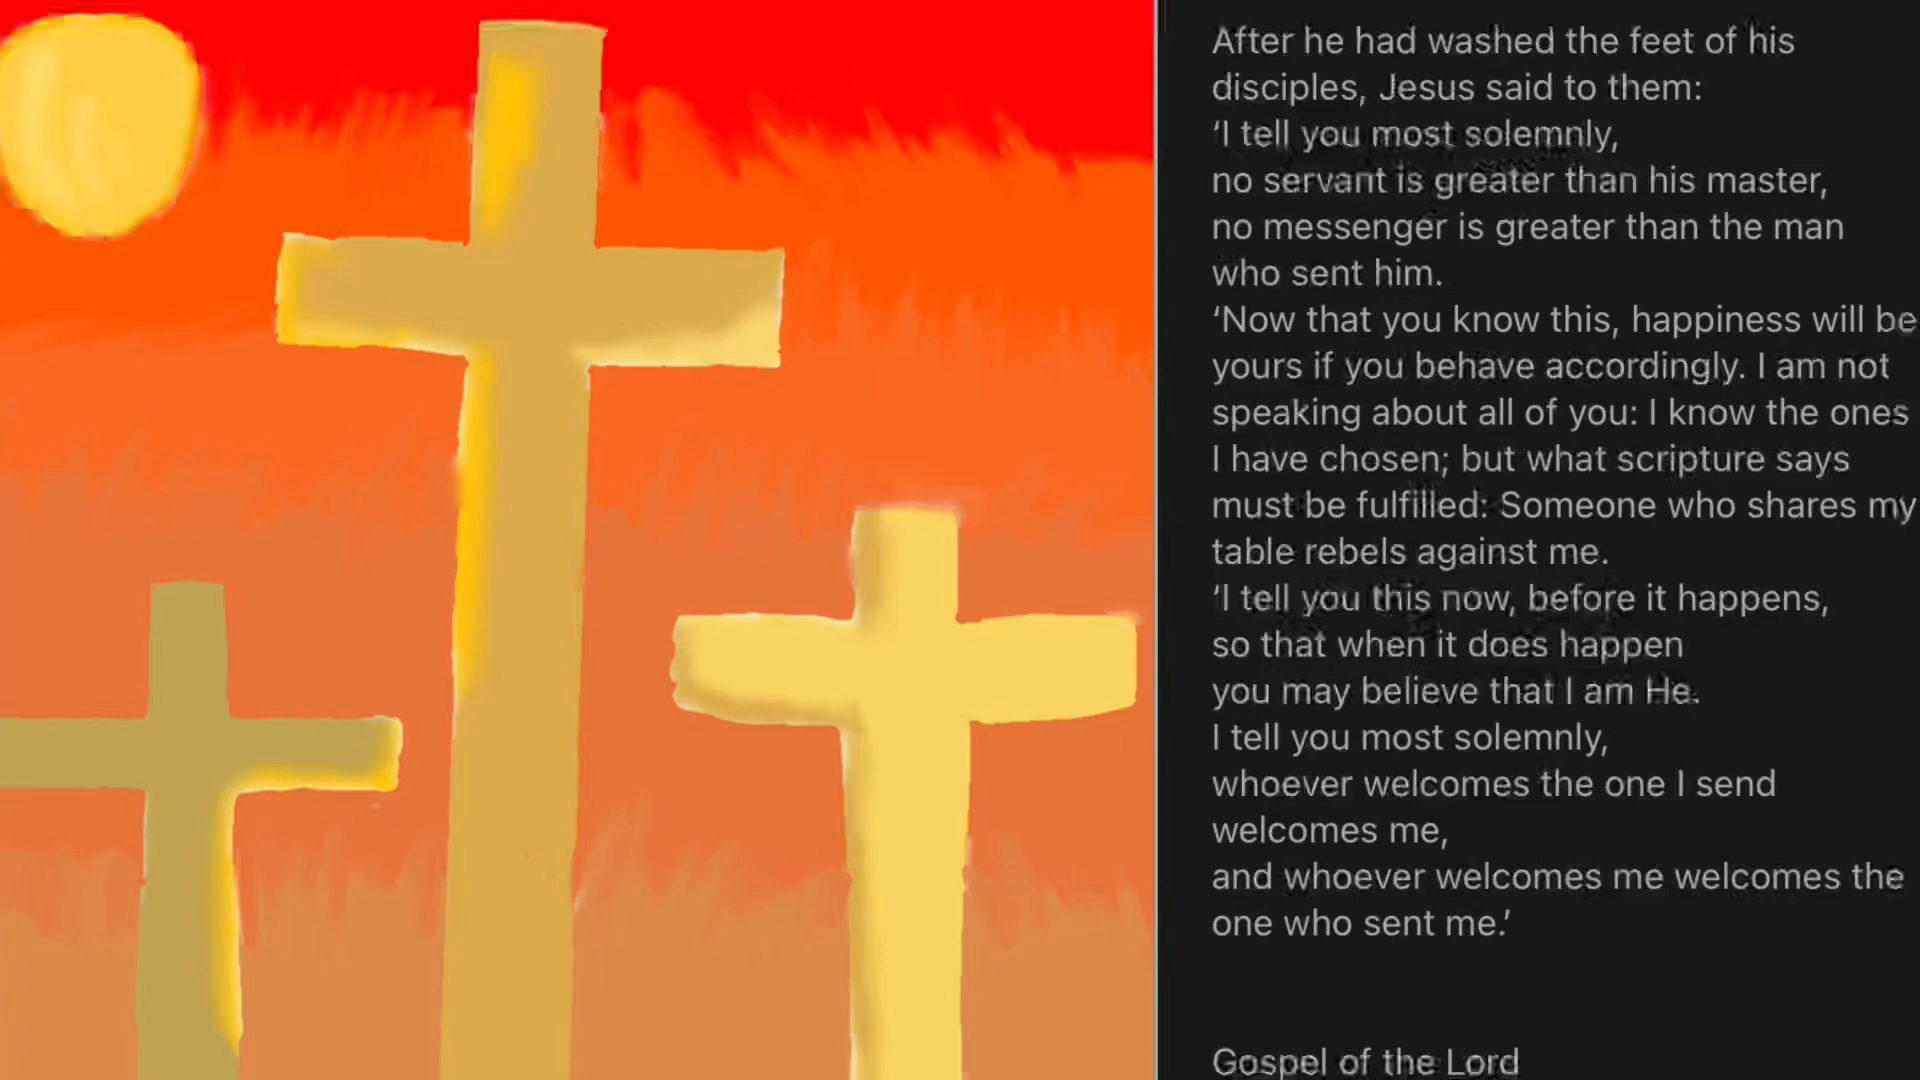 After he had washed the feet of his
disciples, Jesus said to them:
‘I tell you most solemnly,
no servant is greater than his master,
no messenger is greater than the man
who sent him.
‘Now that you know this, happiness will be
yours if you behave accordingly. I am not
speaking about all of you: I know the ones
I have chosen; but what scripture says
must be fulfilled: Someone who shares my
table rebels against me.
‘I tell you this now, before it happens,
so that when it does happen
you may believe that I am He.
I tell you most solemnly,
whoever welcomes the one I send
welcomes me,
and whoever welcomes me welcomes the
one who sent me.’
Gospel of the Lord